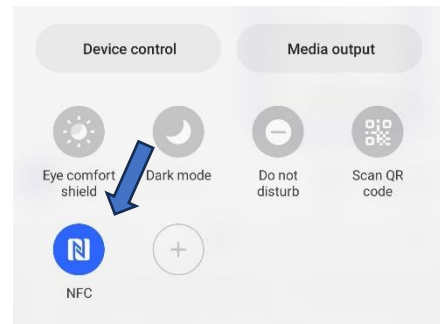 Device control
Media output
Eye comfort
shield
Dark mode
Do not
disturb
Scan QR
code
NFC